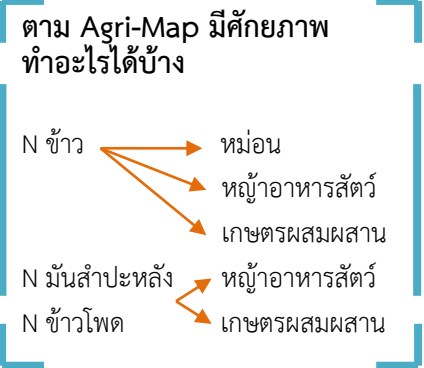 ตาม Agri-Map มีศักยภาพ
ทำอะไรได้บ้าง
N ข้าว หม่อน
หญ้าอาหารสัตว์
เกษตรผสมผสาน
N มันสำปะหลัง หญ้าอาหารสัตว์
N ข้าวโพด เกษตรผสมผสาน